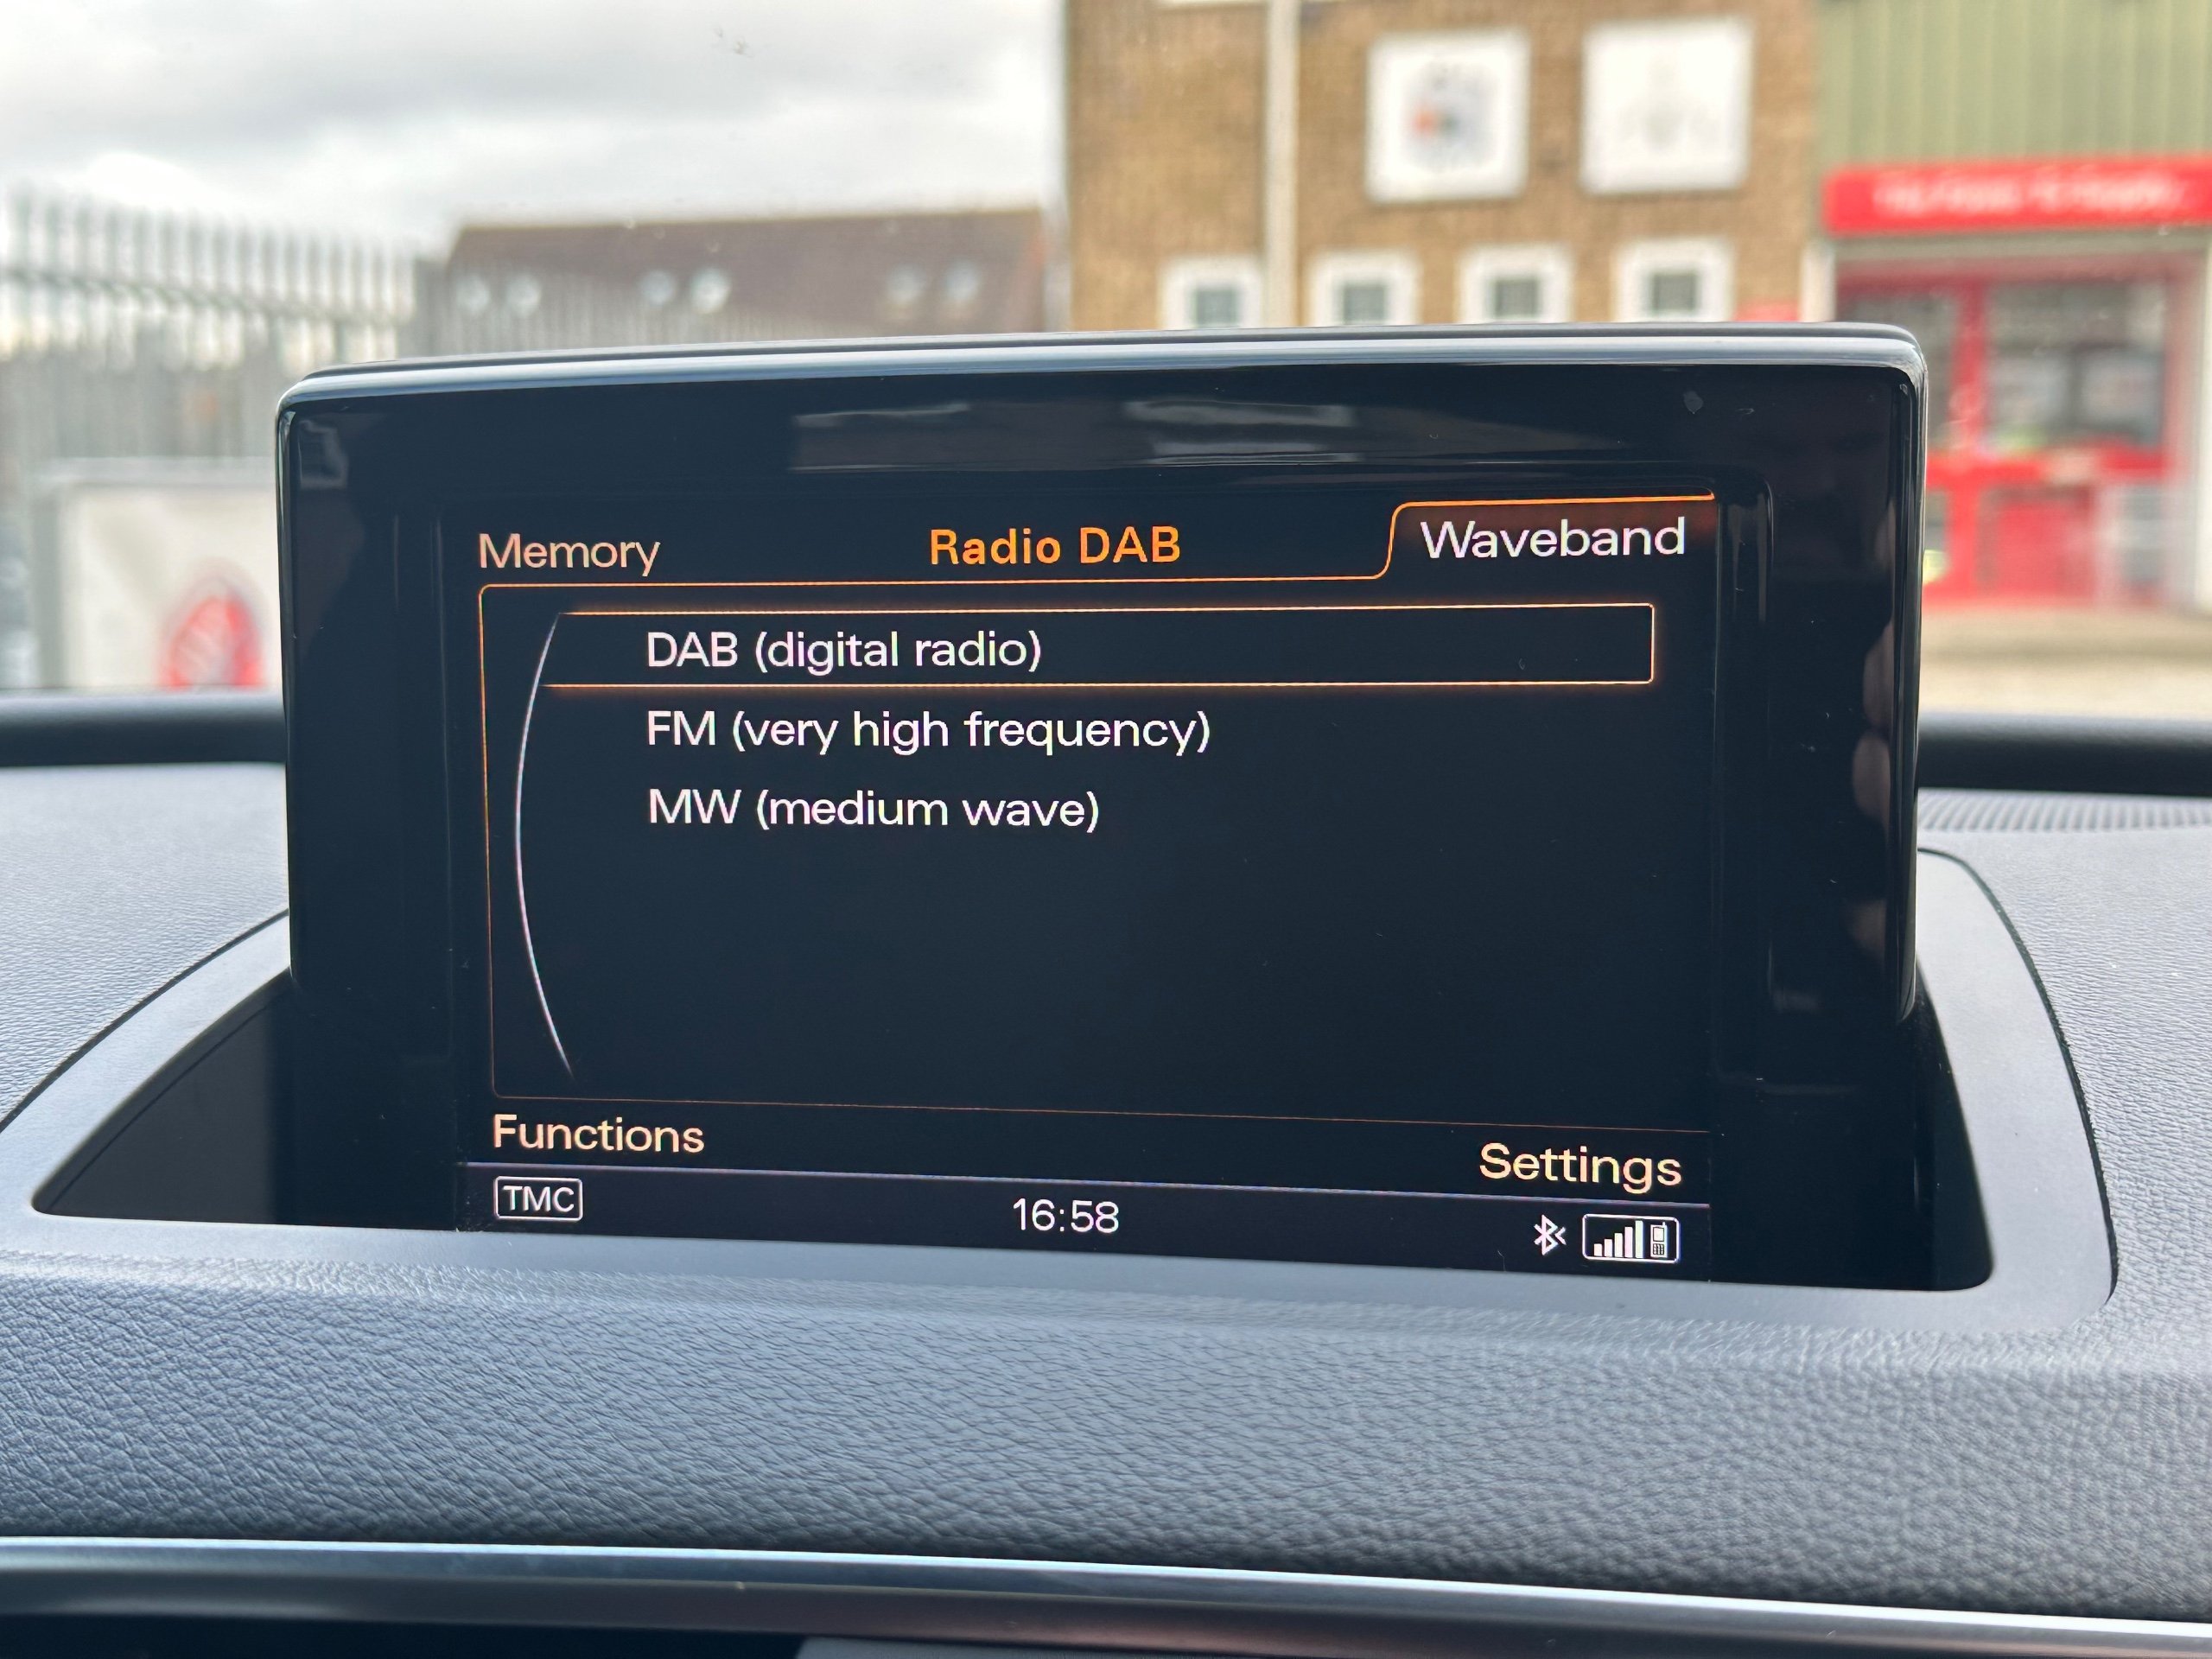 Memory
Radio DAB
Waveband
DAB (digital radio)
FM (very high frequency)
MW (medium wave)
Functions
Settings
TMC
16:58